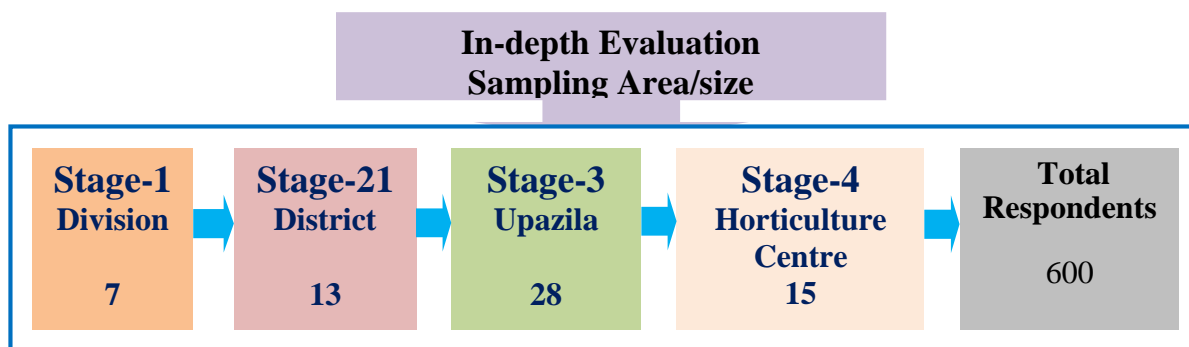 In-depth Evaluation
Sampling Area/size
Stage-1
Division
7
Stage-21
District
13
Stage-3
Upazila
28
Stage-4
Horticulture
Centre
15
Total
Respondents
600